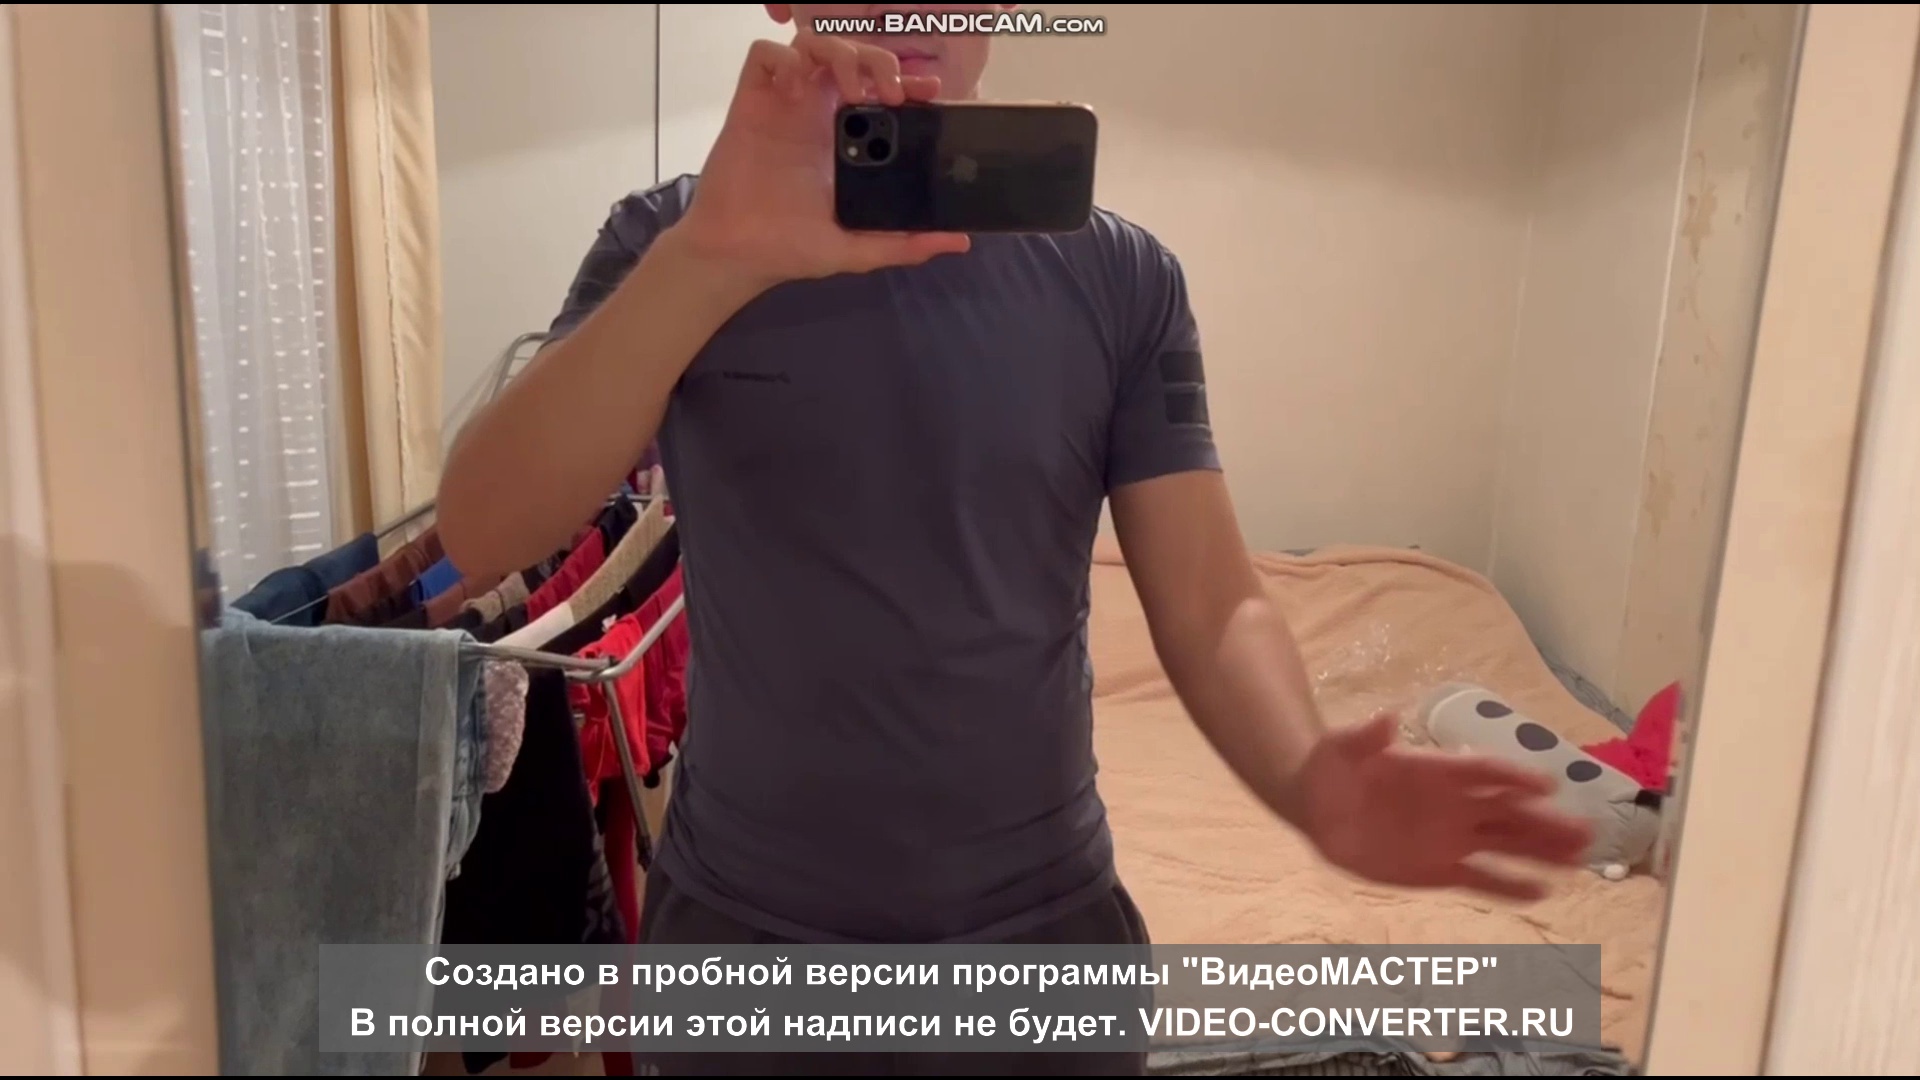 www.BANDICAM.com
Создано в пробной версии программы "ВидеоМАСТЕР"
В полной версии этой надписи не будет. VIDEO-CONVERTER.RU